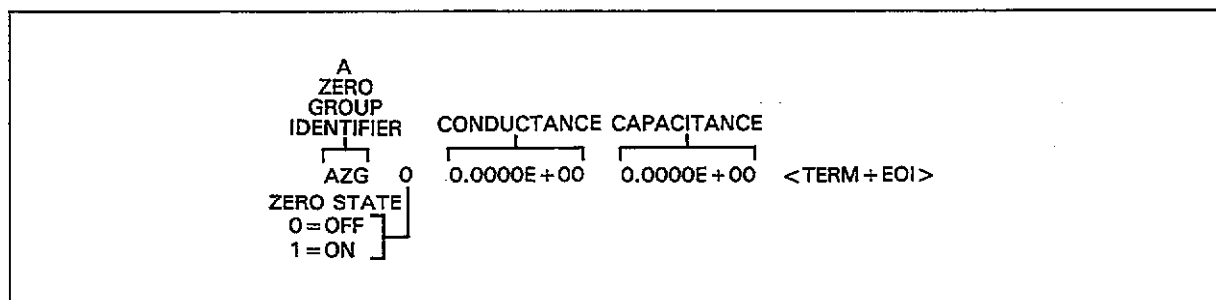 A
ZERO
GROUP
IDENTIFIER
CONDUCTANCE CAPACITANCE
AZG 0 0.0000E+00 0.0000E+00 <TERM+EOI>
ZERO STATE
0=OFF
1=ON